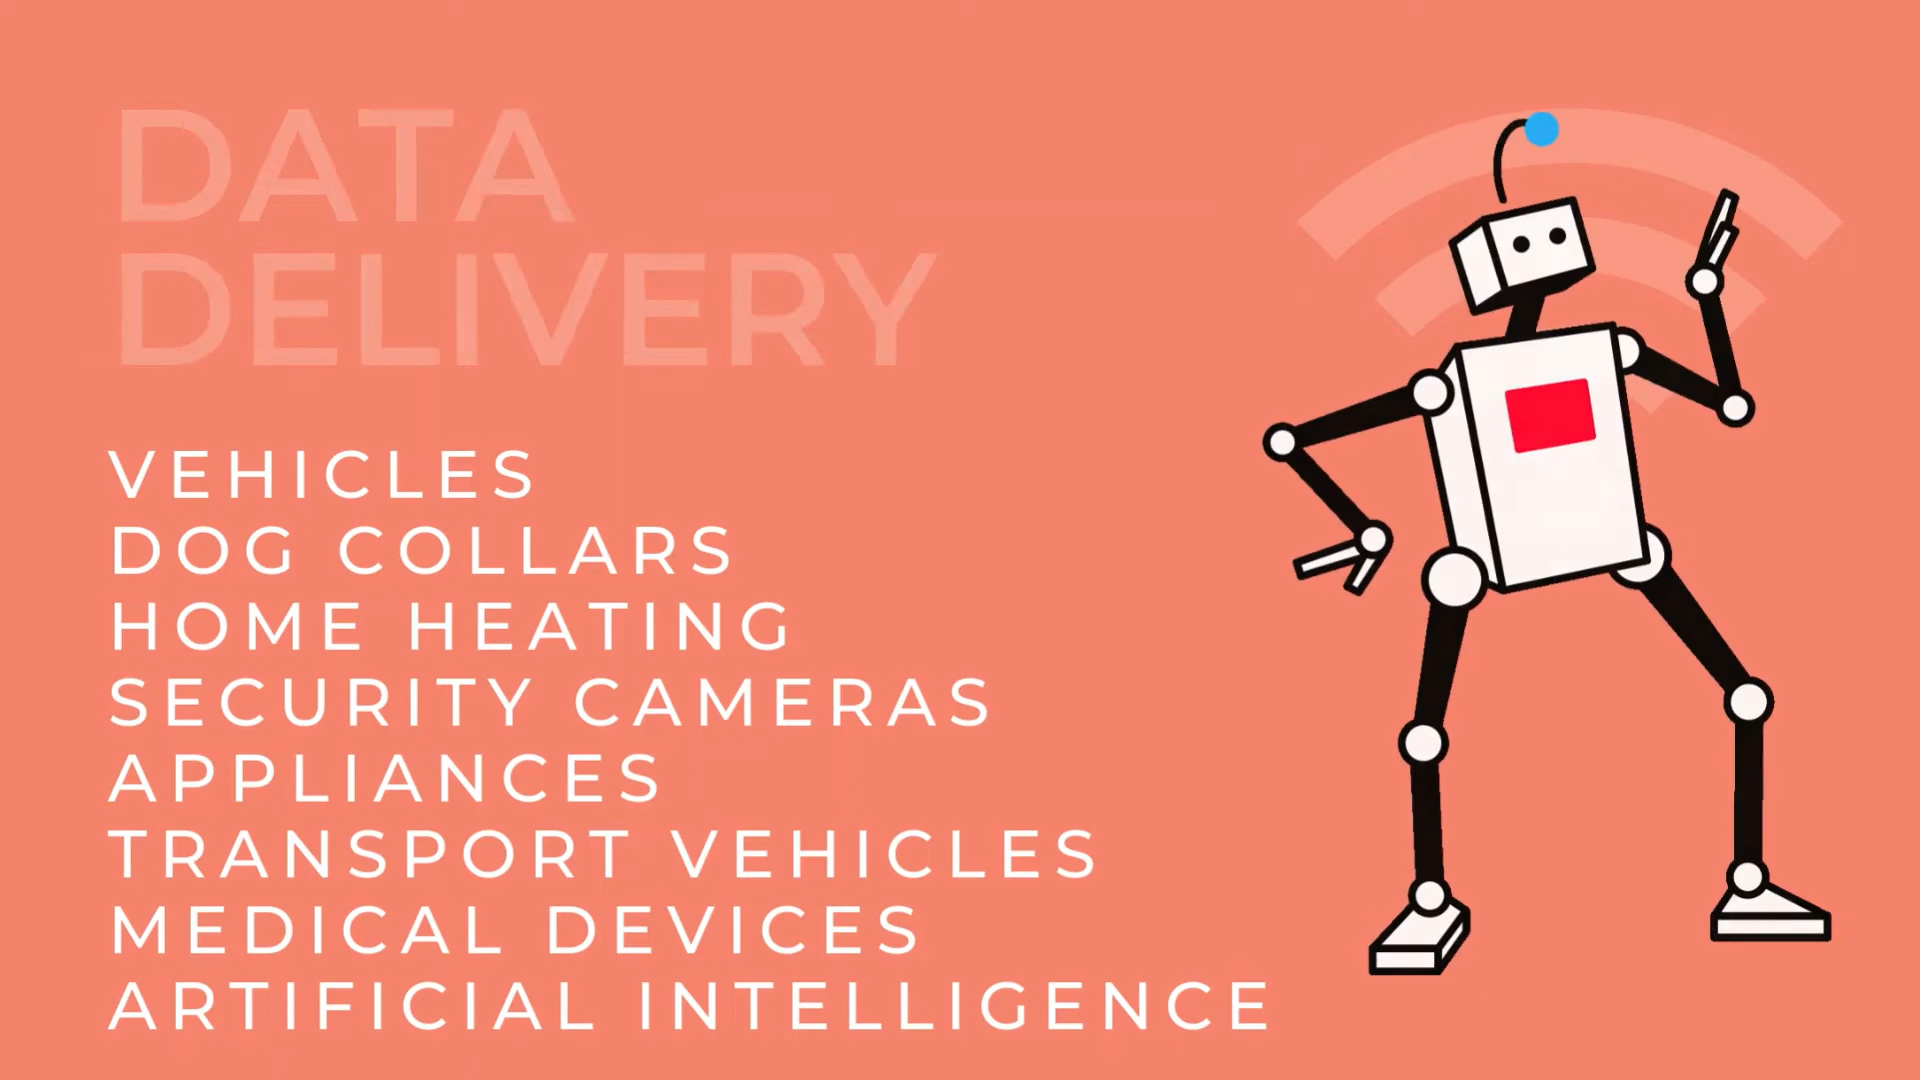 DATA
DELIVERY
VEHICLES
DOG COLLARS
HOME HEATING
SECURITY CAMERAS
APPLIANCES
TRANSPORT VEHICLES
MEDICAL DEVICES
ARTIFICIAL INTELLIGENCE